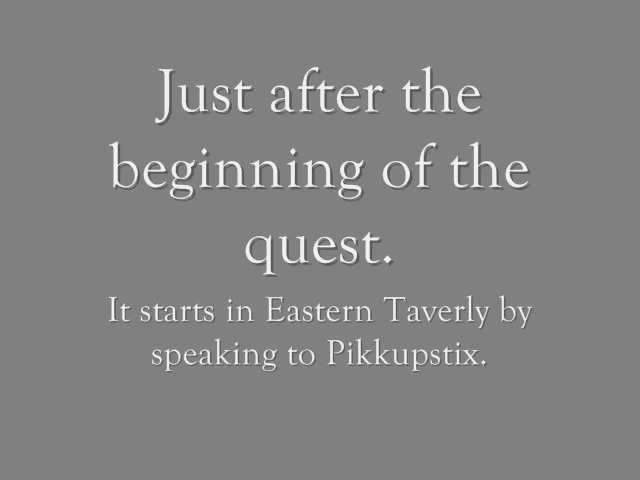 Just after the
beginning of the
quest.
It starts in Eastern Taverly by
speaking to Pikkupstix.